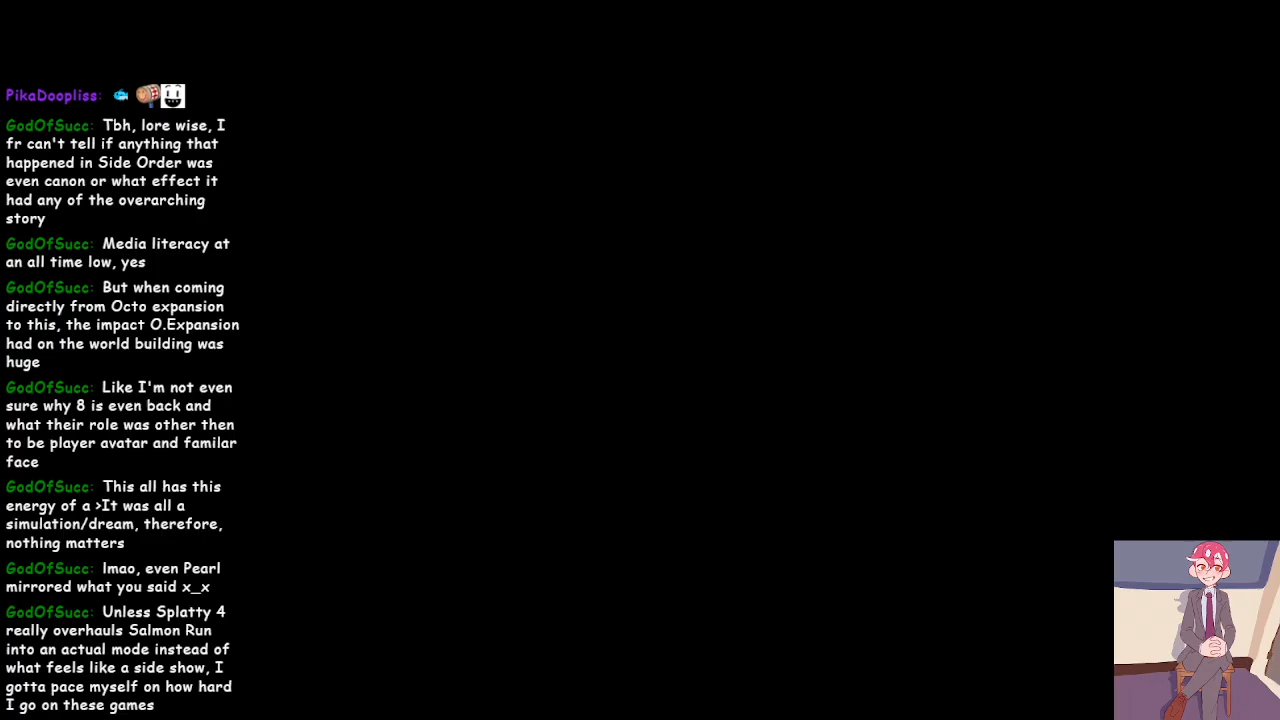 PikaDoopliss:
GodOfSucc: Tbh, lore wise, I
fr can't tell if anything that
happened in Side Order was
even canon or what effect it
had any of the overarching
story
GodOfSucc: Media literacy at
an all time low, yes
GodOfSucc: But when coming
directly from Octo expansion
to this, the impact O.Expansion
had on the world building was
huge
GodOfSucc: Like I'm not even
sure why 8 is even back and
what their role was other then
to be player avatar and familar
face
GodOfSucc: This all has this
energy of a >It was all a
simulation/dream, therefore,
nothing matters
GodOfSucc: lmao, even Pearl
mirrored what you said x_x
GodOfSucc: Unless Splatty 4
really overhauls Salmon Run
into an actual mode instead of
what feels like a side show, I
gotta pace myself on how hard
I go on these games